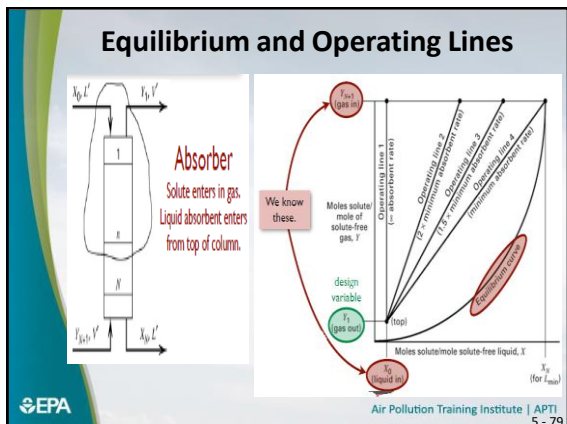 Equilibrium and Operating Lines
X0, L'
Y1, V'
1
n
N
YN+1, V'
XN, L'
Absorber
Solute enters in gas.
Liquid absorbent enters
from top of column.
We know
these.
YN+1
(gas in)
Moles solute/
mole of
solute-free
gas, Y
design
variable
Y1
(gas out)
(top)
Operating line 1
(∞ absorbent rate)
Operating line 2
(2 × minimum absorbent rate)
Operating line 3
(1.5 × minimum absorbent rate)
Operating line 4
(minimum absorbent rate)
Equilibrium curve
Moles solute/mole solute-free liquid, X
X0
(liquid in)
XN
(for L'min)
EPA
Air Pollution Training Institute | APTI
5 - 79